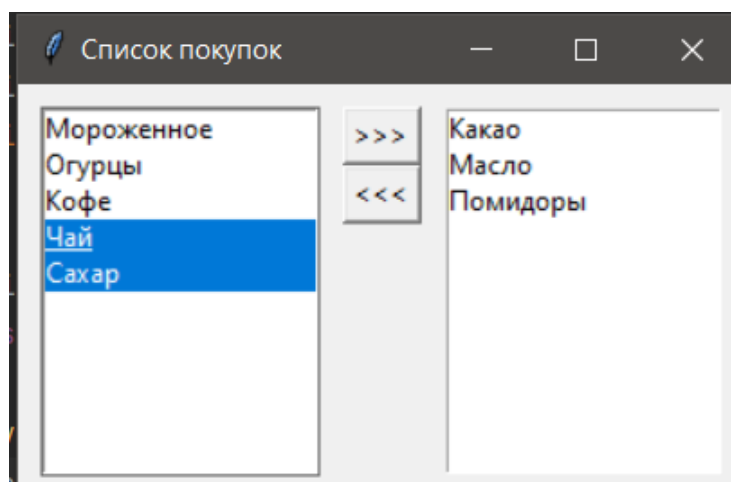 Список покупок
Мороженное
Огурцы
Кофе
Чай
Сахар
>>>
<<<
Какао
Масло
Помидоры